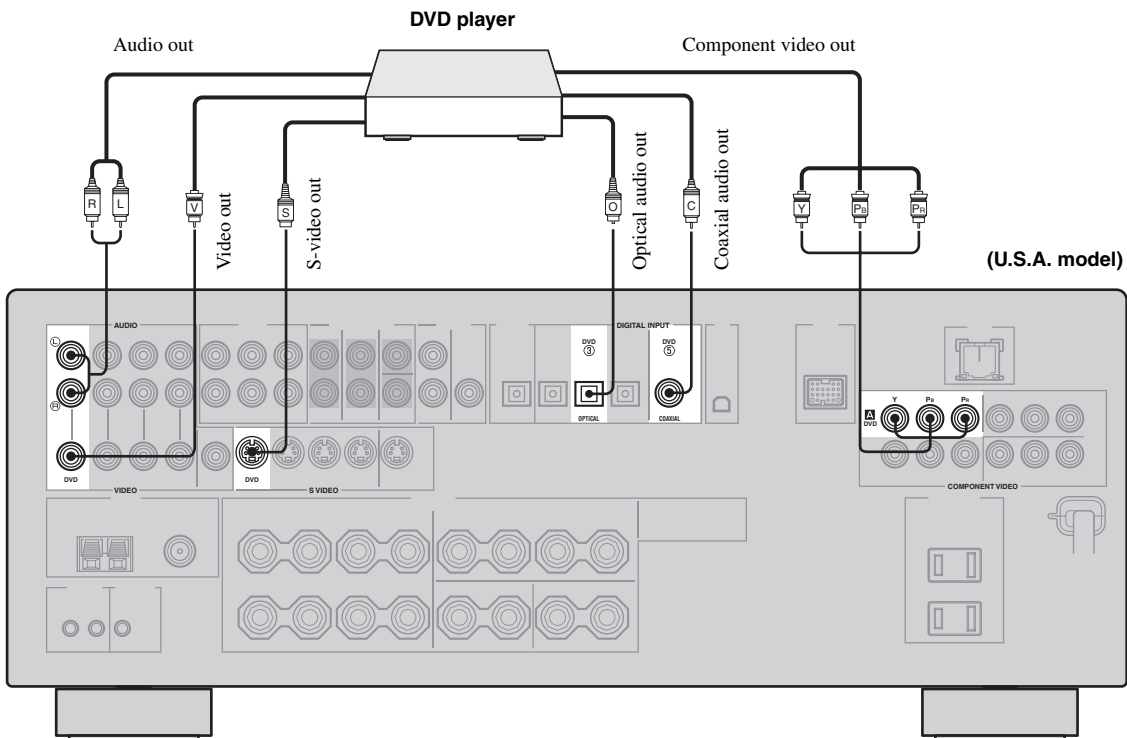 DVD player
Audio out
Component video out
R
L
V
Video out
S
S-video out
O
Optical audio out
C
Coaxial audio out
Y
PB
PR
(U.S.A. model)
AUDIO
DIGITAL INPUT
L
R
DVD
③
DVD
⑤
OPTICAL
COAXIAL
A
DVD
Y
PB
PR
DVD
DVD
VIDEO
S VIDEO
COMPONENT VIDEO